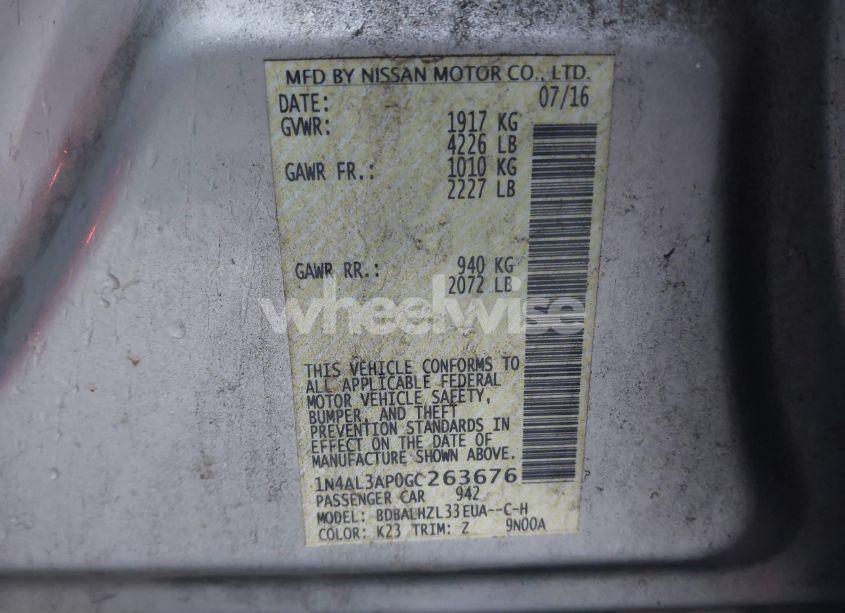 MFD BY NISSAN MOTOR CO., LTD.
DATE: 07/16
GVWR: 1917 KG
4226 LB
GAWR FR.: 1010 KG
2227 LB
GAWR RR.: 940 KG
2072 LB
wheelwise
THIS VEHICLE CONFORMS TO
ALL APPLICABLE FEDERAL
MOTOR VEHICLE SAFETY,
BUMPER, AND THEFT
PREVENTION STANDARDS IN
EFFECT ON THE DATE OF
MANUFACTURE SHOWN ABOVE.
1N4AL3AP0GC263676
PASSENGER CAR 942
MODEL: BDBALHZL33EUA--C-H
COLOR: K23 TRIM: Z 9N00A